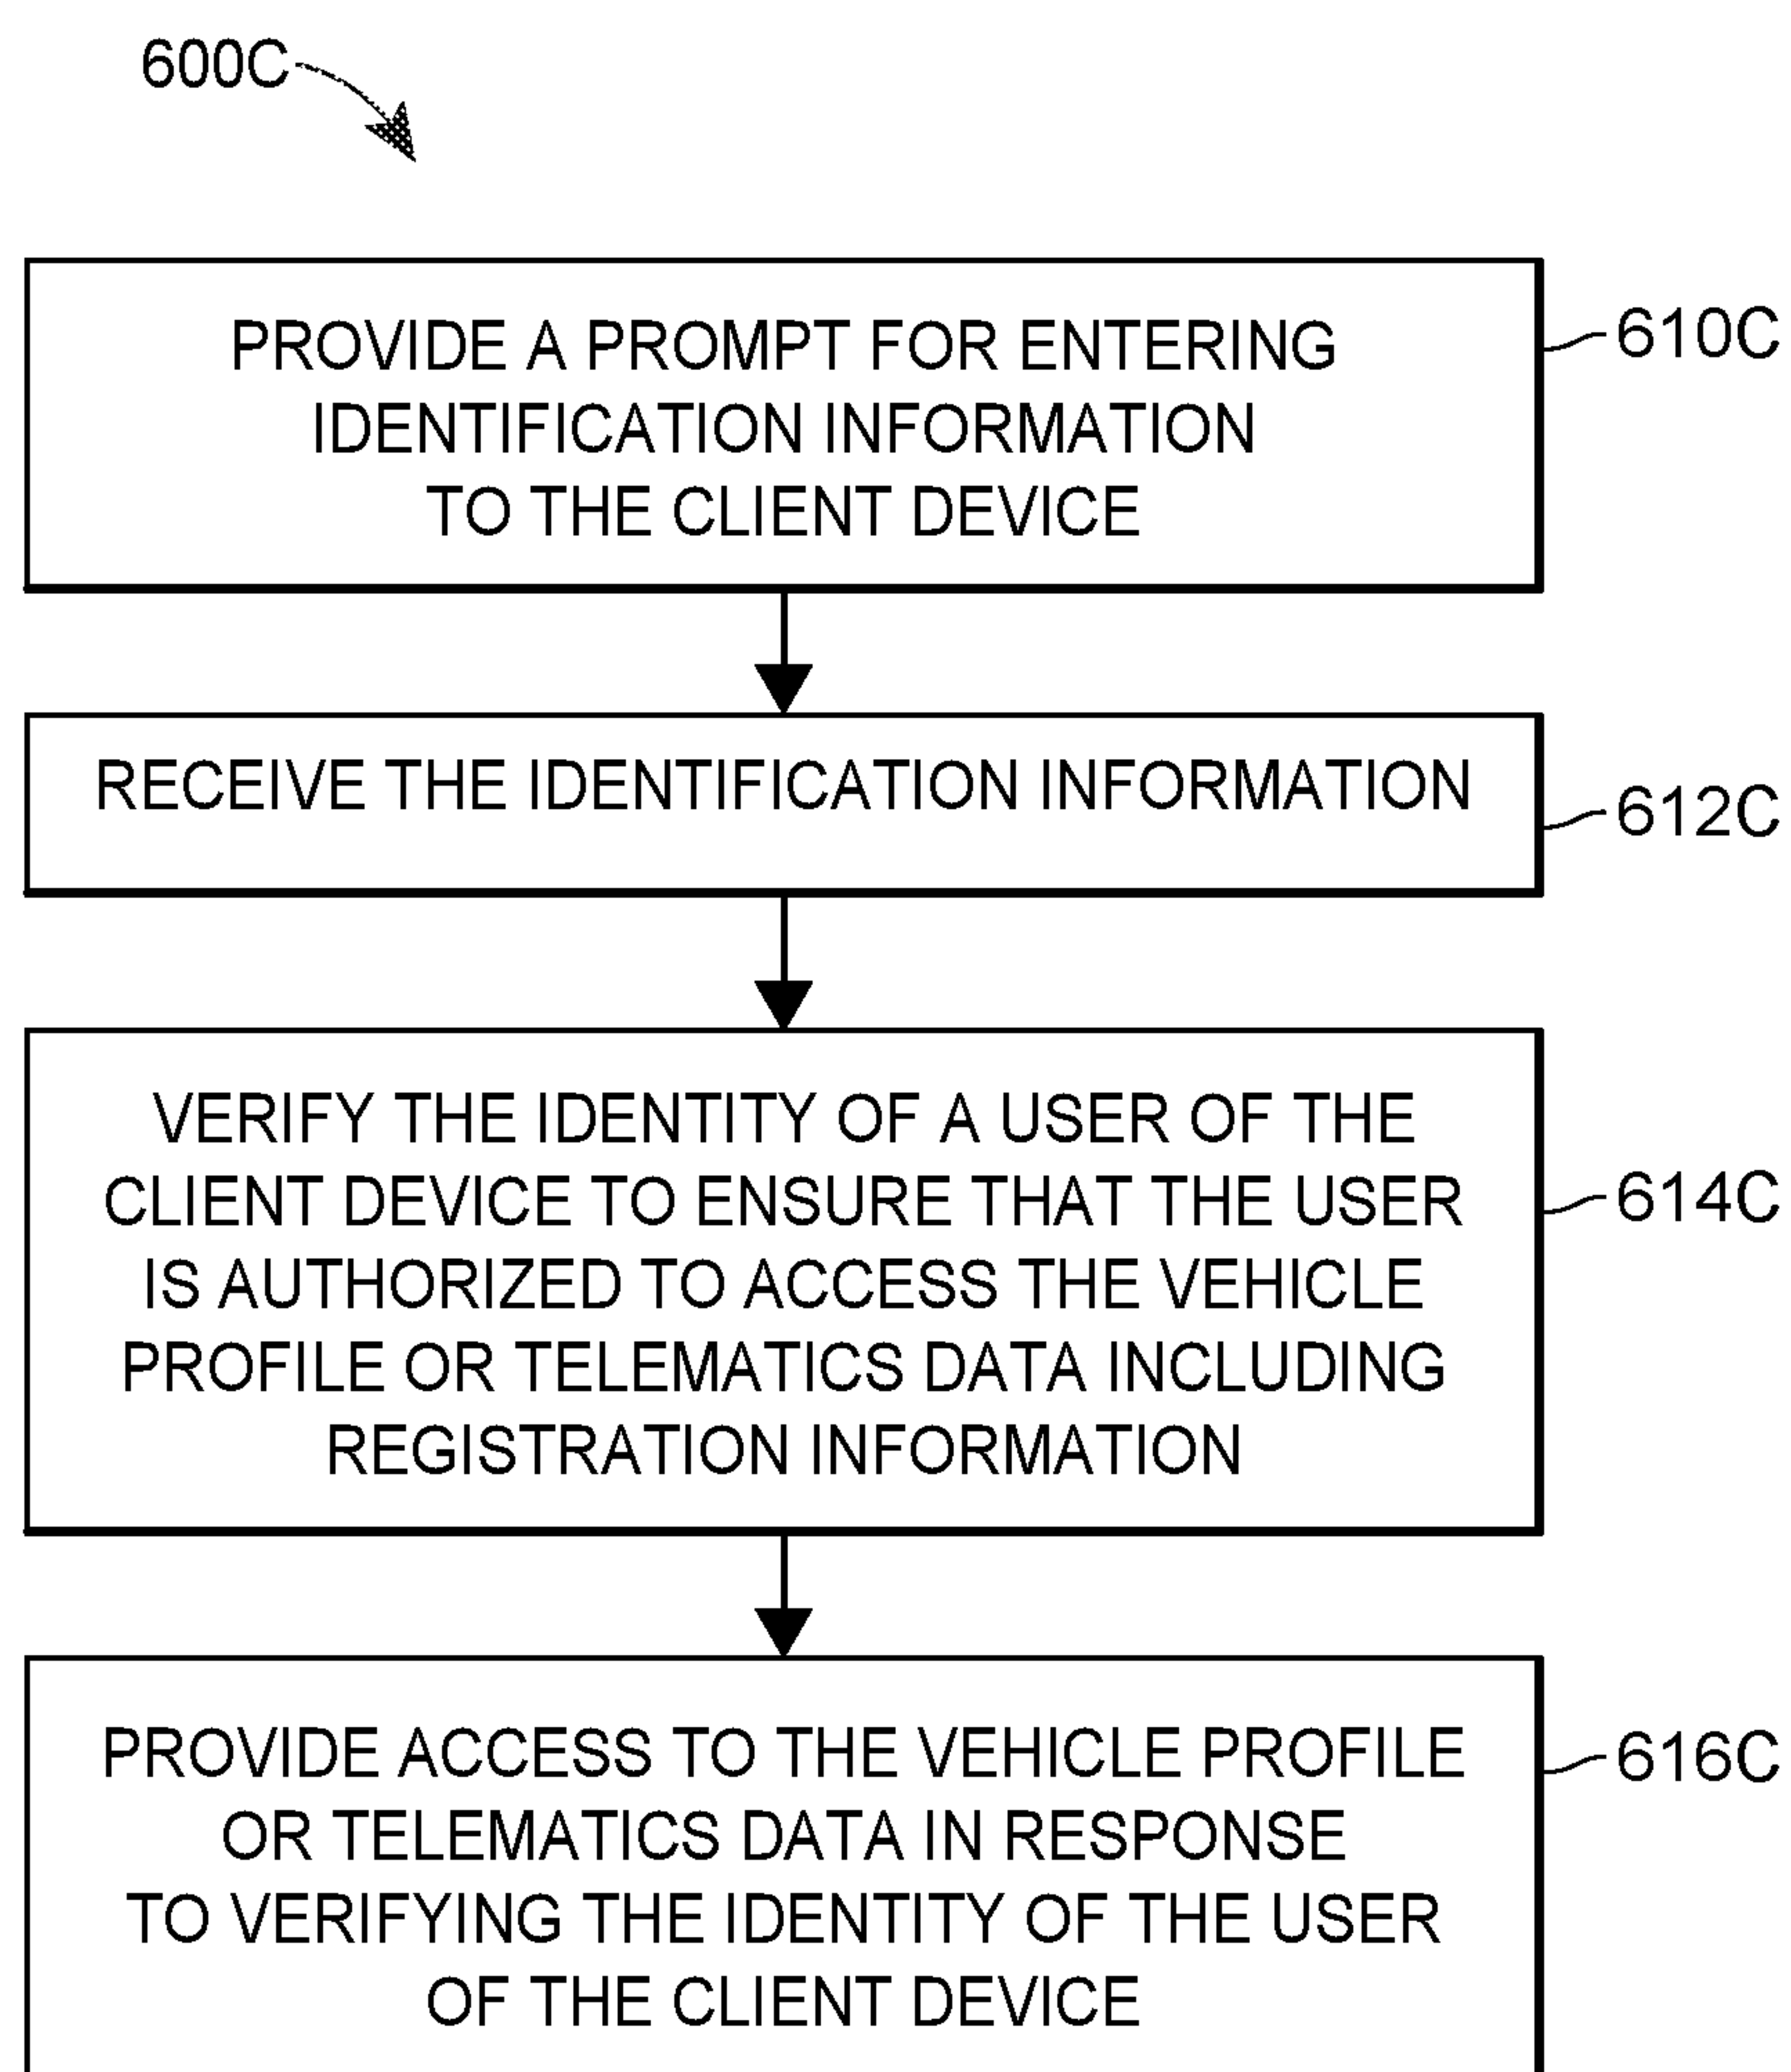 600C
PROVIDE A PROMPT FOR ENTERING
IDENTIFICATION INFORMATION
TO THE CLIENT DEVICE
610C
RECEIVE THE IDENTIFICATION INFORMATION
612C
VERIFY THE IDENTITY OF A USER OF THE
CLIENT DEVICE TO ENSURE THAT THE USER
IS AUTHORIZED TO ACCESS THE VEHICLE
PROFILE OR TELEMATICS DATA INCLUDING
REGISTRATION INFORMATION
614C
PROVIDE ACCESS TO THE VEHICLE PROFILE
OR TELEMATICS DATA IN RESPONSE
TO VERIFYING THE IDENTITY OF THE USER
OF THE CLIENT DEVICE
616C